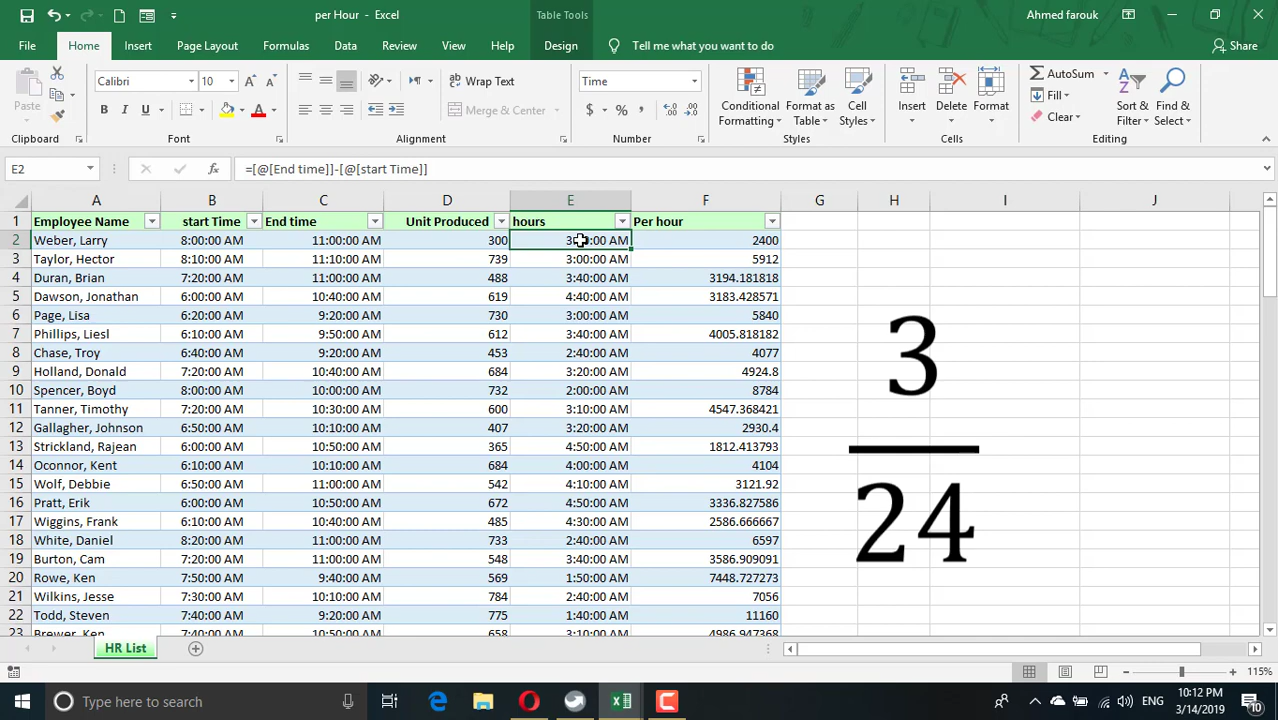 per Hour - Excel
Table Tools
Ahmed farouk
File Home Insert Page Layout Formulas Data Review View Help Design Tell me what you want to do Share
Paste
Calibri 10
Wrap Text
Merge & Center
Time
Conditional Formatting
Format as Table
Cell Styles
Insert
Delete
Format
AutoSum
Fill
Clear
Sort & Filter
Find & Select
Clipboard Font Alignment Number Styles Cells Editing
E2 =[@[End time]]-[@[start Time]]
A B C D E F G H I J
1 Employee Name start Time End time Unit Produced hours Per hour
2 Weber, Larry 8:00:00 AM 11:00:00 AM 300 3:00:00 AM 2400
3 Taylor, Hector 8:10:00 AM 11:10:00 AM 739 3:00:00 AM 5912
4 Duran, Brian 7:20:00 AM 11:00:00 AM 488 3:40:00 AM 3194.181818
5 Dawson, Jonathan 6:00:00 AM 10:40:00 AM 619 4:40:00 AM 3183.428571
6 Page, Lisa 6:20:00 AM 9:20:00 AM 730 3:00:00 AM 5840
7 Phillips, Liesl 6:10:00 AM 9:50:00 AM 612 3:40:00 AM 4005.818182
8 Chase, Troy 6:40:00 AM 9:20:00 AM 453 2:40:00 AM 4077
9 Holland, Donald 7:20:00 AM 10:40:00 AM 684 3:20:00 AM 4924.8
10 Spencer, Boyd 8:00:00 AM 10:00:00 AM 732 2:00:00 AM 8784
11 Tanner, Timothy 7:20:00 AM 10:30:00 AM 600 3:10:00 AM 4547.368421
12 Gallagher, Johnson 6:50:00 AM 10:10:00 AM 407 3:20:00 AM 2930.4
13 Strickland, Rajean 6:00:00 AM 10:50:00 AM 365 4:50:00 AM 1812.413793
14 Oconnor, Kent 6:10:00 AM 10:10:00 AM 684 4:00:00 AM 4104
15 Wolf, Debbie 6:50:00 AM 11:00:00 AM 542 4:10:00 AM 3121.92
16 Pratt, Erik 6:00:00 AM 10:50:00 AM 672 4:50:00 AM 3336.827586
17 Wiggins, Frank 6:10:00 AM 10:40:00 AM 485 4:30:00 AM 2586.666667
18 White, Daniel 8:20:00 AM 11:00:00 AM 733 2:40:00 AM 6597
19 Burton, Cam 7:20:00 AM 11:00:00 AM 548 3:40:00 AM 3586.909091
20 Rowe, Ken 7:50:00 AM 9:40:00 AM 569 1:50:00 AM 7448.727273
21 Wilkins, Jesse 7:30:00 AM 10:10:00 AM 784 2:40:00 AM 7056
22 Todd, Steven 7:40:00 AM 9:20:00 AM 775 1:40:00 AM 11160
23 Brewer, Ken 7:40:00 AM 10:50:00 AM 658 3:10:00 AM 4986.947368
3
24
HR List
115%
Type here to search
ENG
10:12 PM
3/14/2019
10